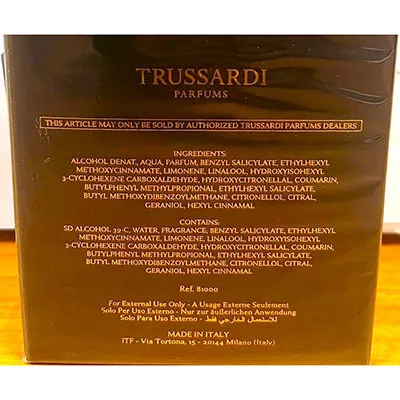 TRUSSARDI
PARFUMS
THIS ARTICLE MAY ONLY BE SOLD BY AUTHORIZED TRUSSARDI PARFUMS DEALERS
INGREDIENTS:
ALCOHOL DENAT., AQUA, PARFUM, BENZYL SALICYLATE, ETHYLHEXYL
METHOXYCINNAMATE, LIMONENE, LINALOOL, HYDROXYISOHEXYL
3-CYCLOHEXENE CARBOXALDEHYDE, HYDROXYCITRONELLAL, COUMARIN,
BUTYLPHENYL METHYLPROPIONAL, ETHYLHEXYL SALICYLATE,
BUTYL METHOXYDIBENZOYLMETHANE, CITRONELLOL, CITRAL,
GERANIOL, HEXYL CINNAMAL
CONTAINS:
SD ALCOHOL 39-C, WATER, FRAGRANCE, BENZYL SALICYLATE, ETHYLHEXYL
METHOXYCINNAMATE, LIMONENE, LINALOOL, HYDROXYISOHEXYL
3-CYCLOHEXENE CARBOXALDEHYDE, HYDROXYCITRONELLAL, COUMARIN,
BUTYLPHENYL METHYLPROPIONAL, ETHYLHEXYL SALICYLATE,
BUTYL METHOXYDIBENZOYLMETHANE, CITRONELLOL, CITRAL,
GERANIOL, HEXYL CINNAMAL
Ref. 81000
For External Use Only - A Usage Externe Seulement
Solo Per Uso Esterno - Nur zur äußerlichen Anwendung
Solo Para Uso Externo - للاستعمال الخارجي فقط
MADE IN ITALY
ITF - Via Tortona, 15 - 20144 Milano (Italy)